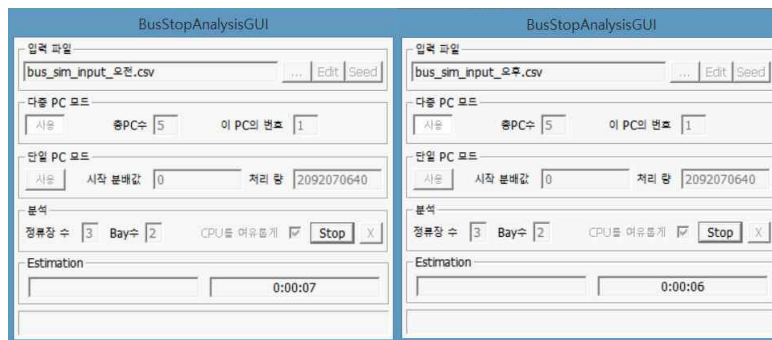 BusStopAnalysisGUI
입력 파일
bus_sim_input_오전.csv ... Edit Seed
다중 PC 모드
사용 총PC수 5 이 PC의 번호 1
단일 PC 모드
사용 시작 분배값 0 처리 량 2092070640
분석
정류장 수 3 Bay수 2 CPU를 여유롭게 Stop X
Estimation
0:00:07
BusStopAnalysisGUI
입력 파일
bus_sim_input_오후.csv ... Edit Seed
다중 PC 모드
사용 총PC수 5 이 PC의 번호 1
단일 PC 모드
사용 시작 분배값 0 처리 량 2092070640
분석
정류장 수 3 Bay수 2 CPU를 여유롭게 Stop X
Estimation
0:00:06